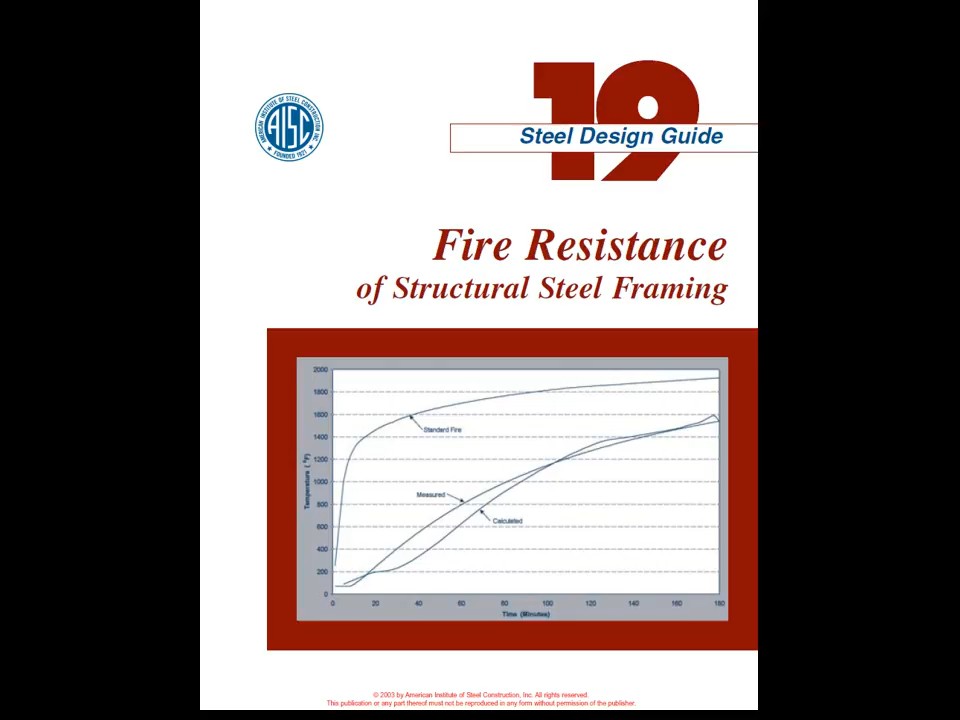 19
Steel Design Guide
AMERICAN INSTITUTE OF STEEL CONSTRUCTION INC.
AISC
FOUNDED 1921
Fire Resistance
of Structural Steel Framing
2000
1800
1600
1400
1200
1000
800
600
400
200
0
Temperature (°F)
Standard Fire
Measured
Calculated
0 20 40 60 80 100 120 140 160 180
Time (Minutes)
© 2003 by American Institute of Steel Construction, Inc. All rights reserved.
This publication or any part thereof must not be reproduced in any form without permission of the publisher.